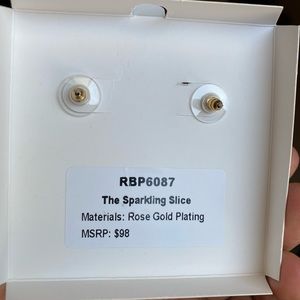 RBP6087
The Sparkling Slice
Materials: Rose Gold Plating
MSRP: $98